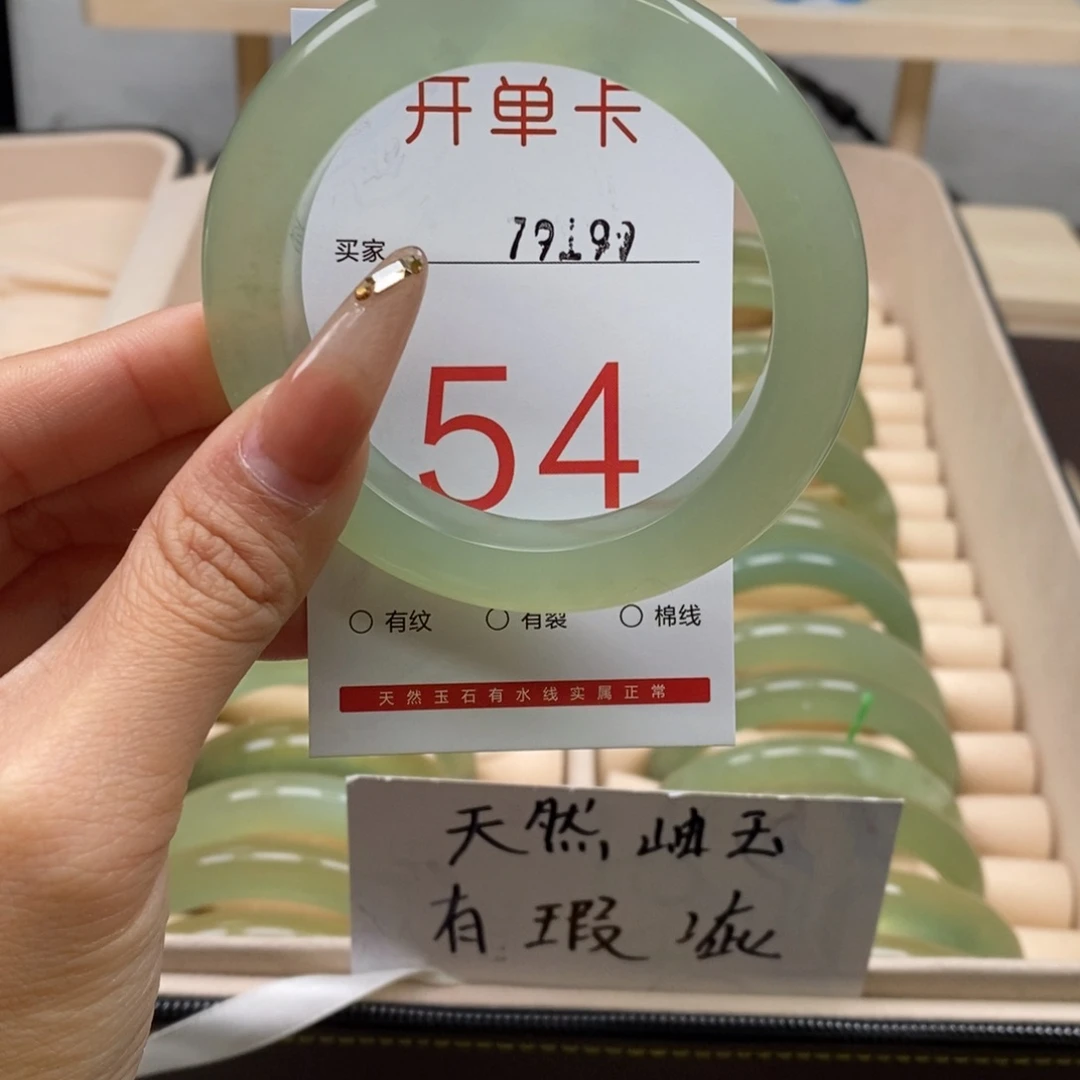 开单卡
买家 79199
54
有纹 有裂 棉线
天然玉石有水线实属正常
天然岫玉
有瑕疵